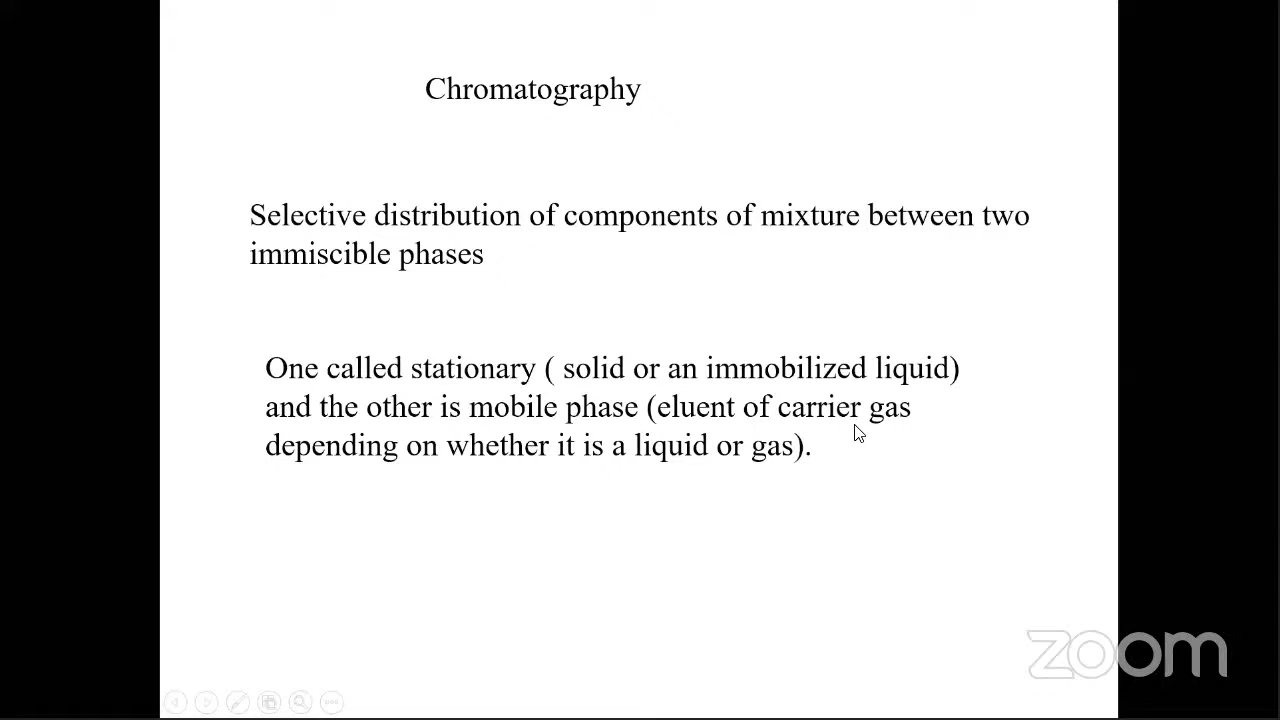 Chromatography
Selective distribution of components of mixture between two
immiscible phases
One called stationary ( solid or an immobilized liquid)
and the other is mobile phase (eluent of carrier gas
depending on whether it is a liquid or gas).
zoom